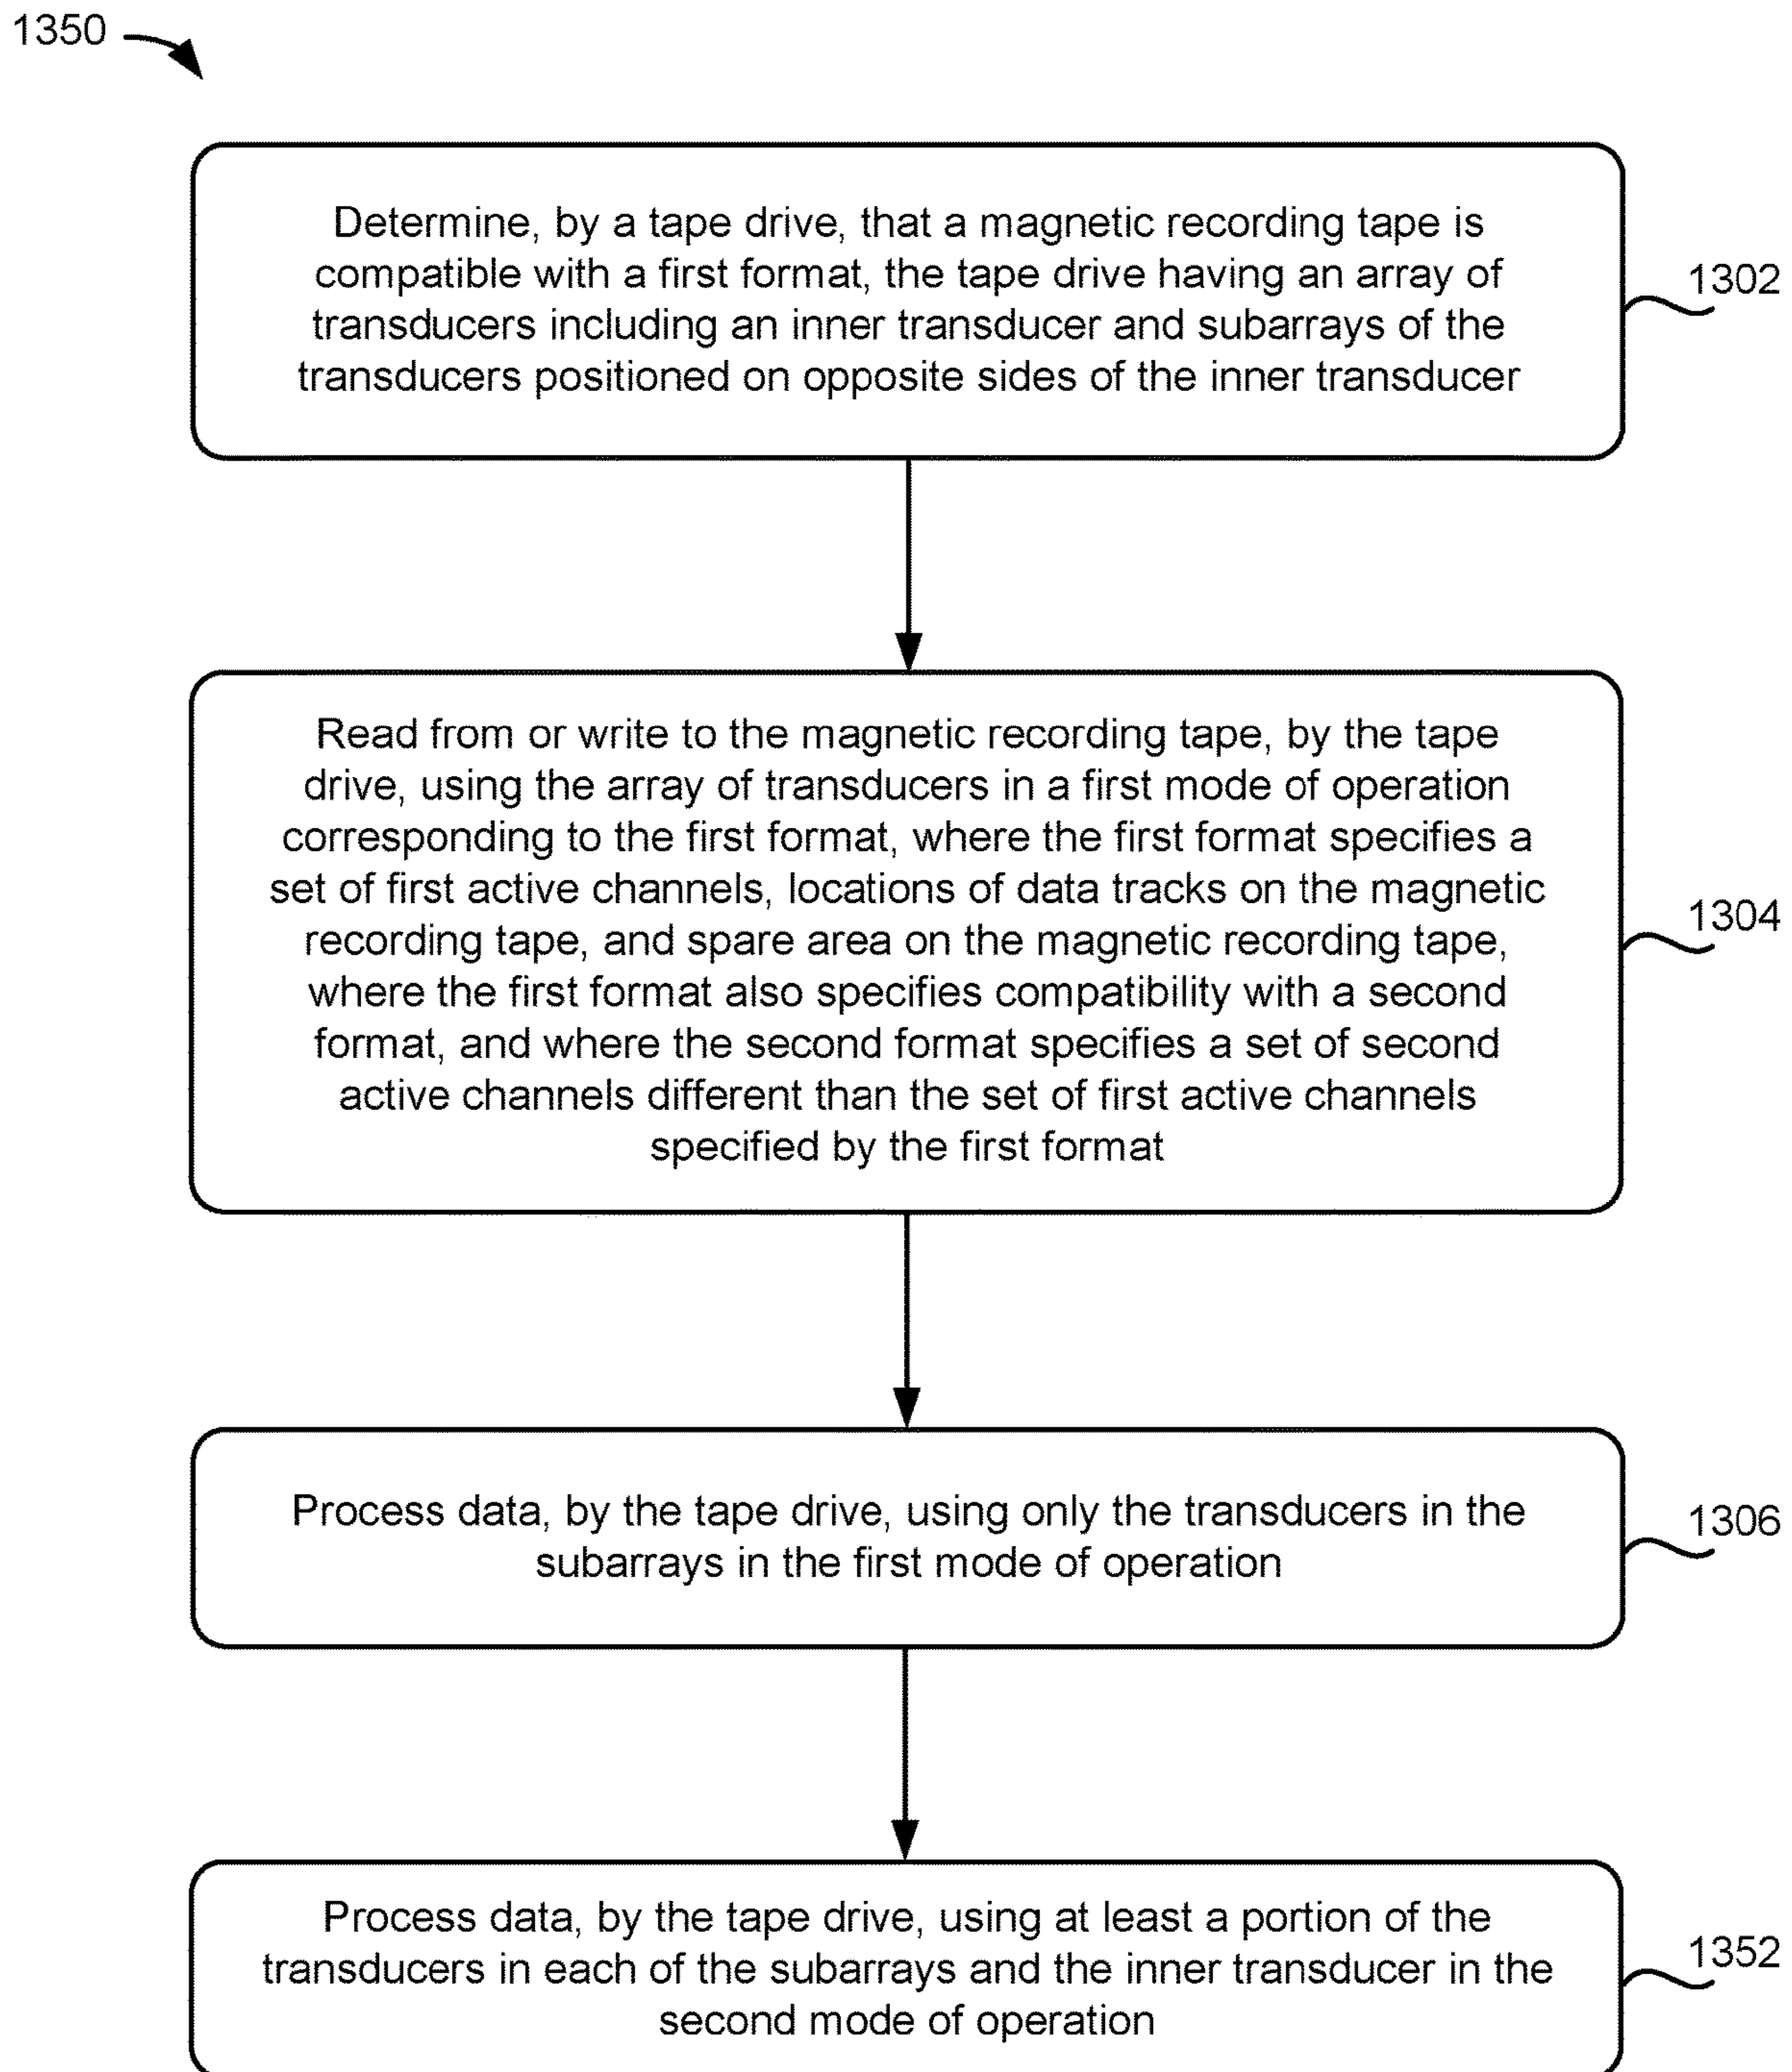 1350
Determine, by a tape drive, that a magnetic recording tape is
compatible with a first format, the tape drive having an array of
transducers including an inner transducer and subarrays of the
transducers positioned on opposite sides of the inner transducer
1302
Read from or write to the magnetic recording tape, by the tape
drive, using the array of transducers in a first mode of operation
corresponding to the first format, where the first format specifies a
set of first active channels, locations of data tracks on the magnetic
recording tape, and spare area on the magnetic recording tape,
where the first format also specifies compatibility with a second
format, and where the second format specifies a set of second
active channels different than the set of first active channels
specified by the first format
1304
Process data, by the tape drive, using only the transducers in the
subarrays in the first mode of operation
1306
Process data, by the tape drive, using at least a portion of the
transducers in each of the subarrays and the inner transducer in the
second mode of operation
1352